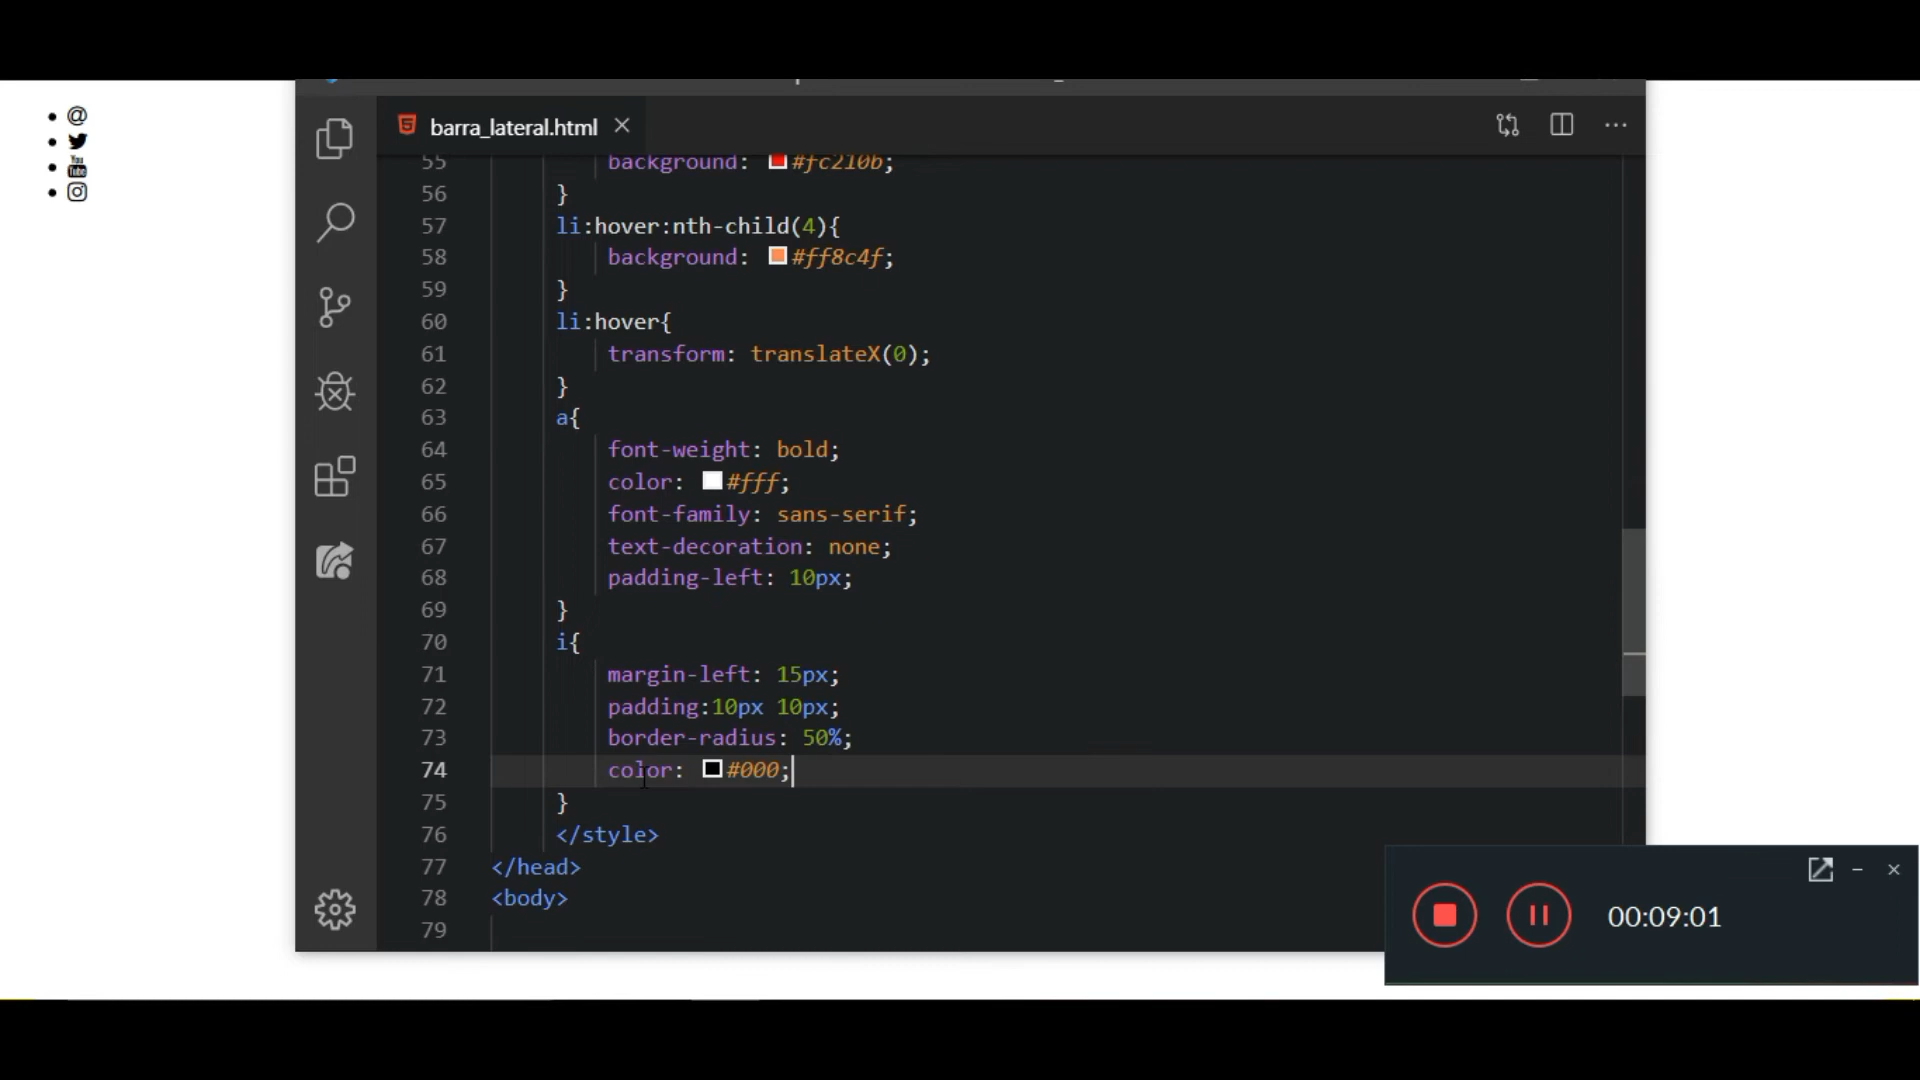 @
You
Tube
barra_lateral.html
55 background: #fc210b;
56 }
57 li:hover:nth-child(4){
58 background: #ff8c4f;
59 }
60 li:hover{
61 transform: translateX(0);
62 }
63 a{
64 font-weight: bold;
65 color: #fff;
66 font-family: sans-serif;
67 text-decoration: none;
68 padding-left: 10px;
69 }
70 i{
71 margin-left: 15px;
72 padding:10px 10px;
73 border-radius: 50%;
74 color: #000;
75 }
76 </style>
77 </head>
78 <body>
79
00:09:01